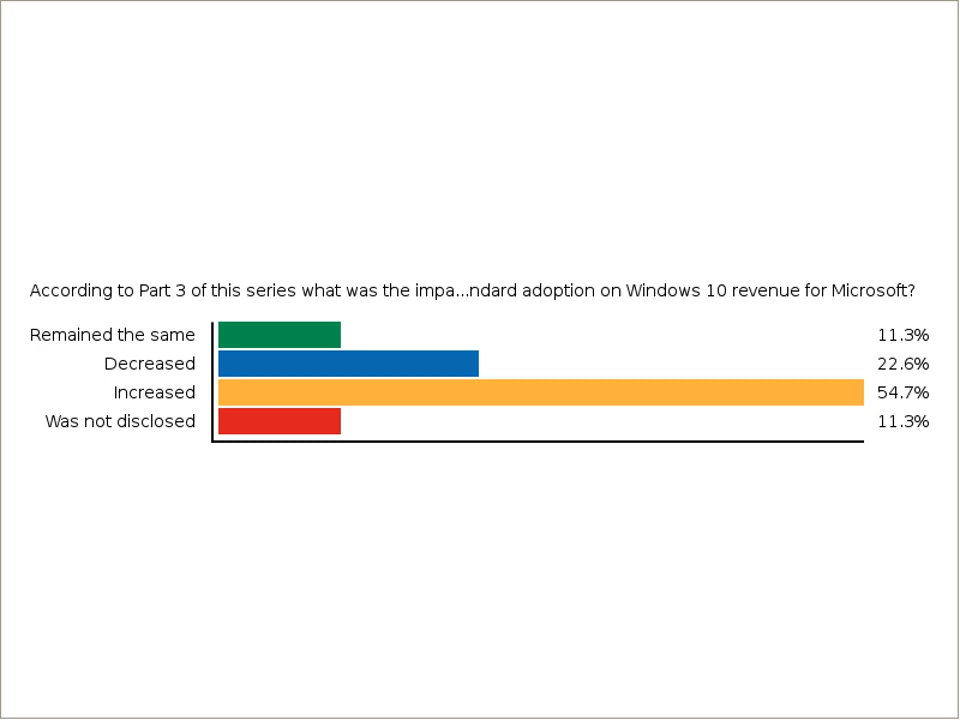 According to Part 3 of this series what was the impa...ndard adoption on Windows 10 revenue for Microsoft?
Remained the same 11.3%
Decreased 22.6%
Increased 54.7%
Was not disclosed 11.3%